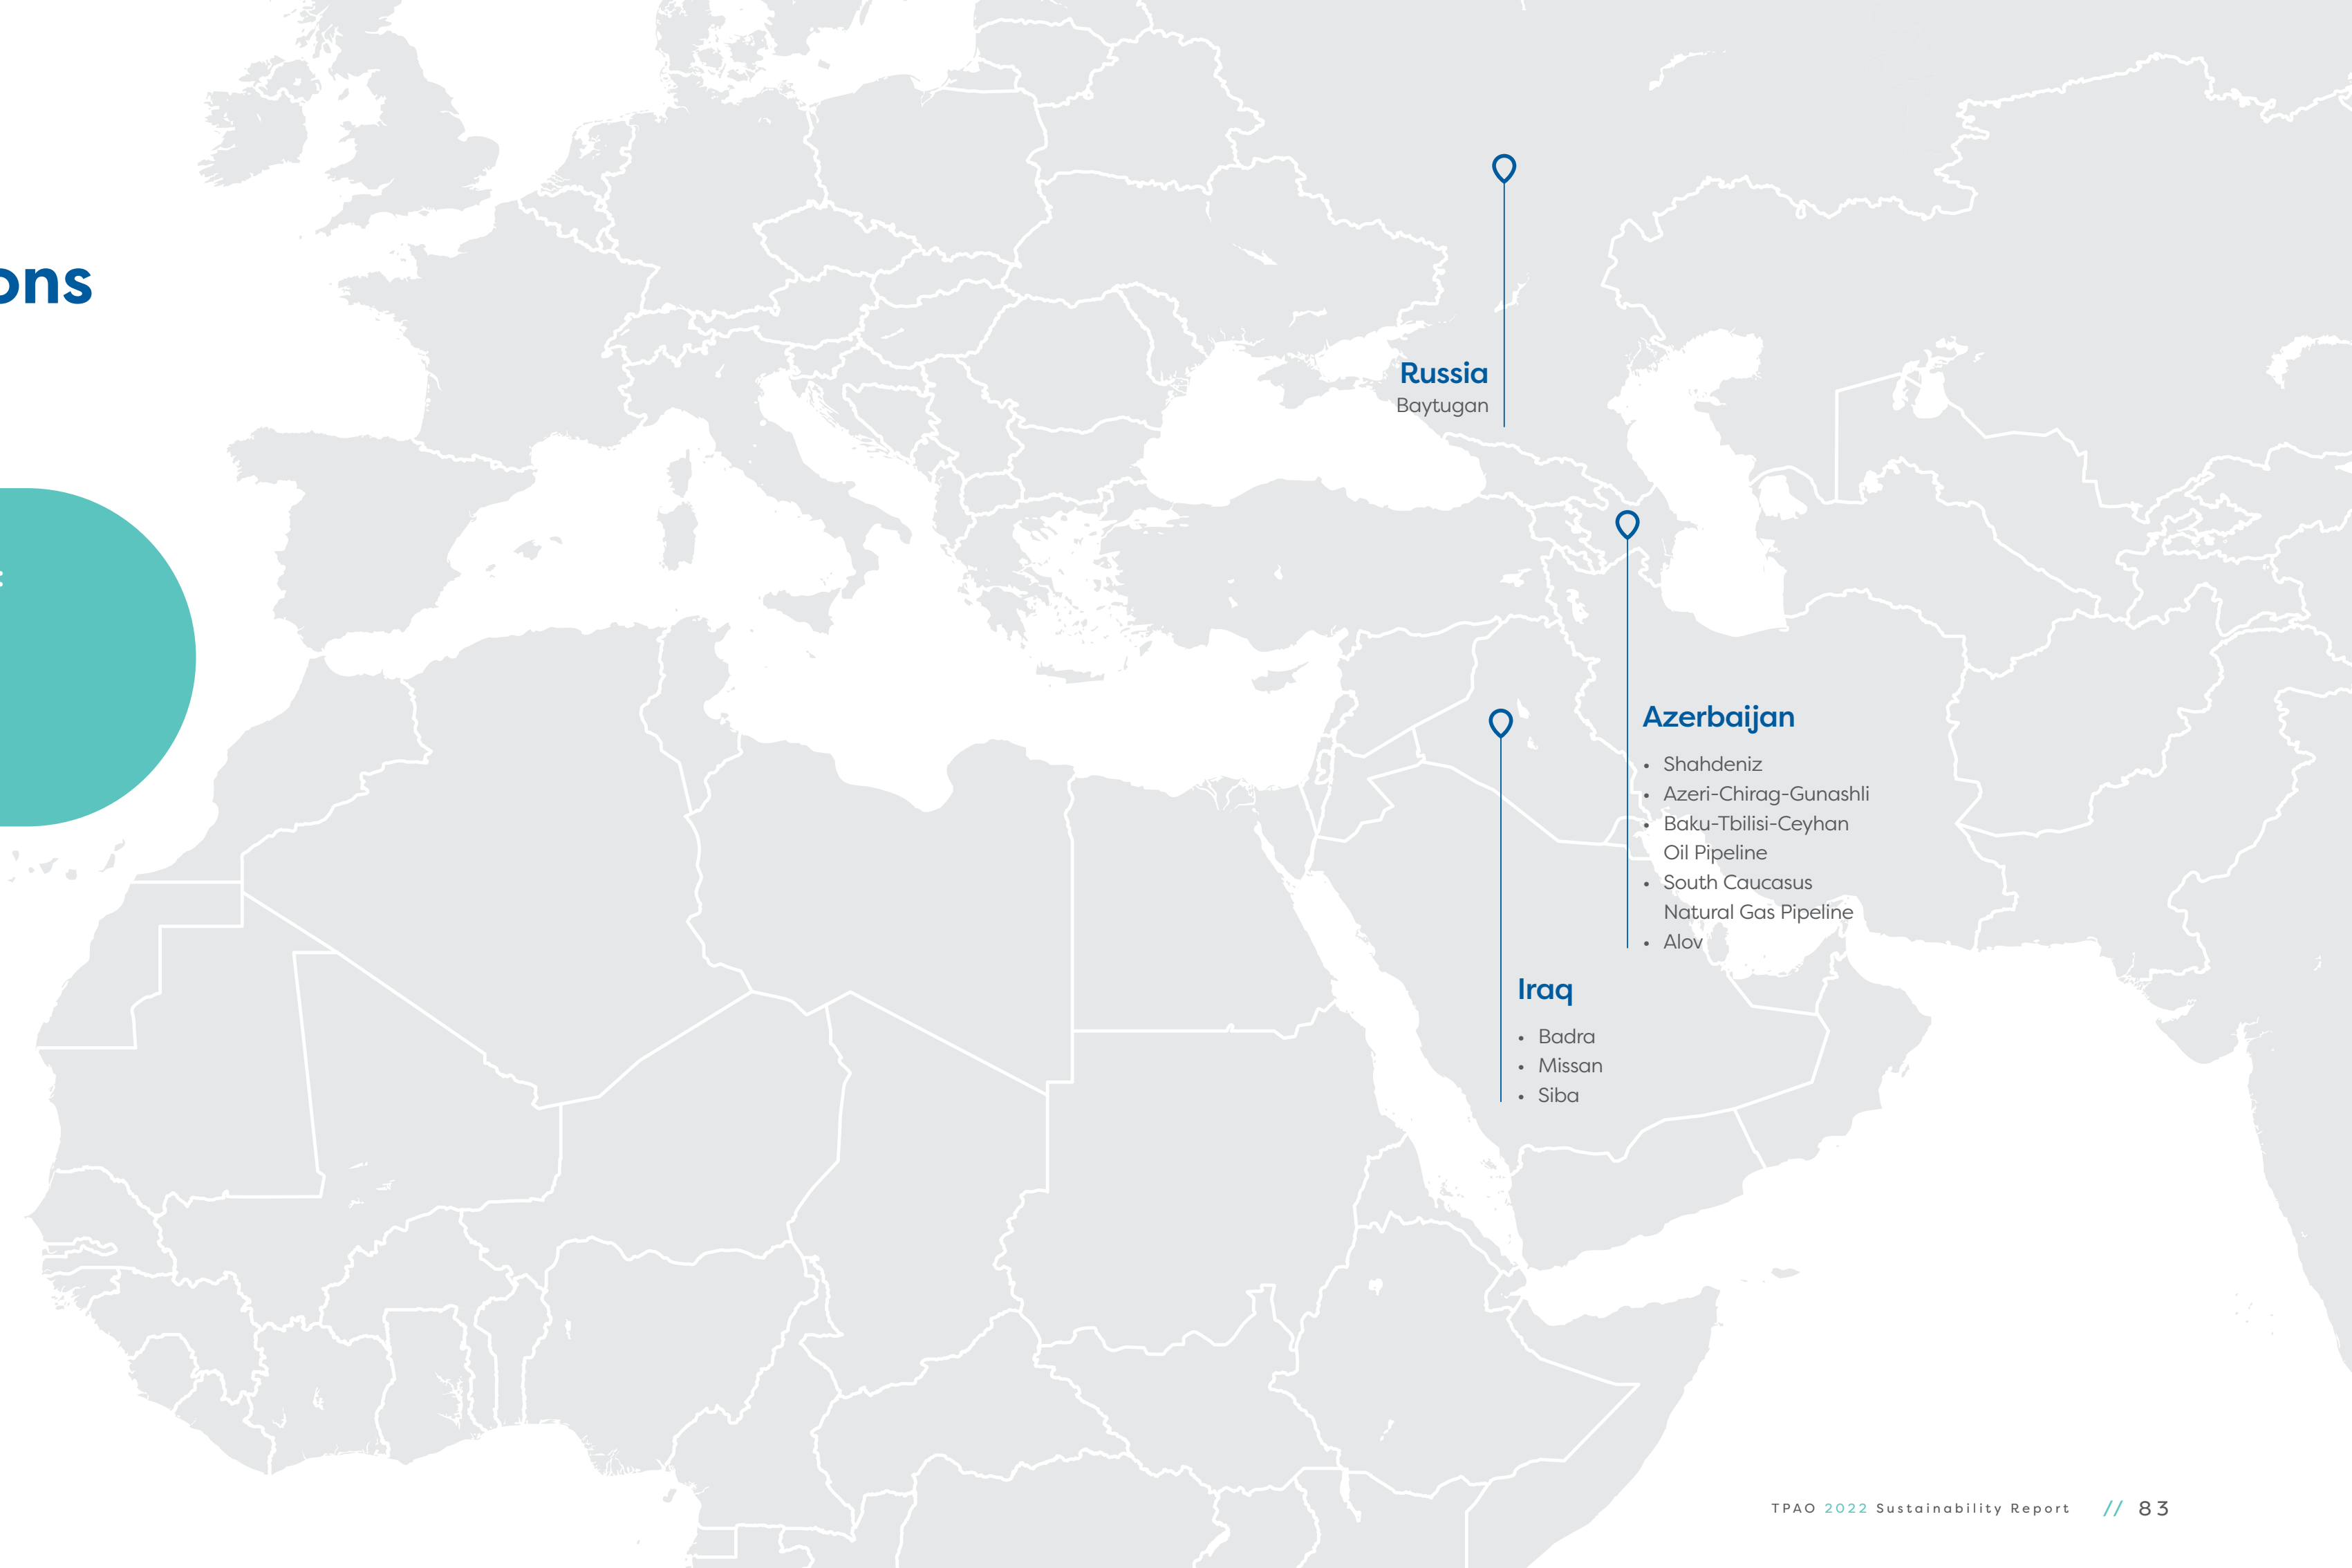 ons
:
Russia
Baytugan
Azerbaijan
• Shahdeniz
• Azeri-Chirag-Gunashli
• Baku-Tbilisi-Ceyhan
Oil Pipeline
• South Caucasus
Natural Gas Pipeline
• Alov
Iraq
• Badra
• Missan
• Siba
TPAO 2022 Sustainability Report // 83